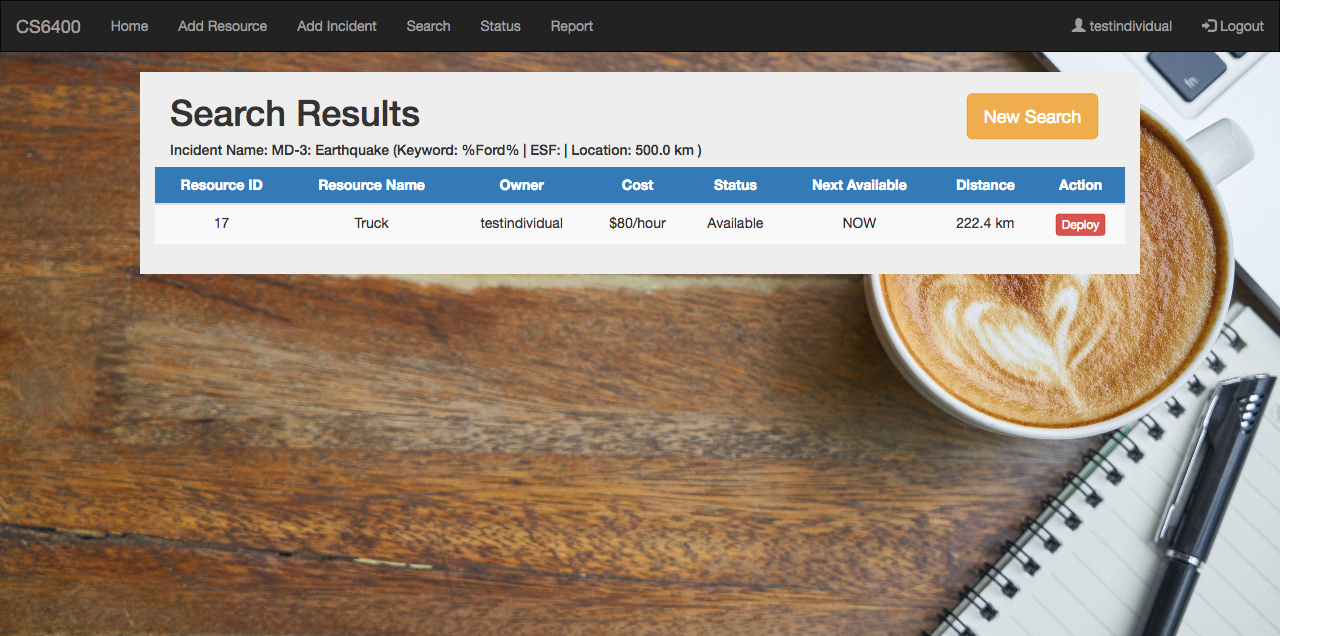 CS6400 Home Add Resource Add Incident Search Status Report testindividual Logout
Search Results
New Search
Incident Name: MD-3: Earthquake (Keyword: %Ford% | ESF: | Location: 500.0 km )
Resource ID Resource Name Owner Cost Status Next Available Distance Action
17 Truck testindividual $80/hour Available NOW 222.4 km Deploy